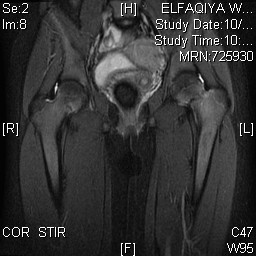 Se:2
Im:8
[H]
ELFAQIYA W...
Study Date:10/...
Study Time:10:...
MRN:725930
[R]
[L]
COR STIR
[F]
C47
W95